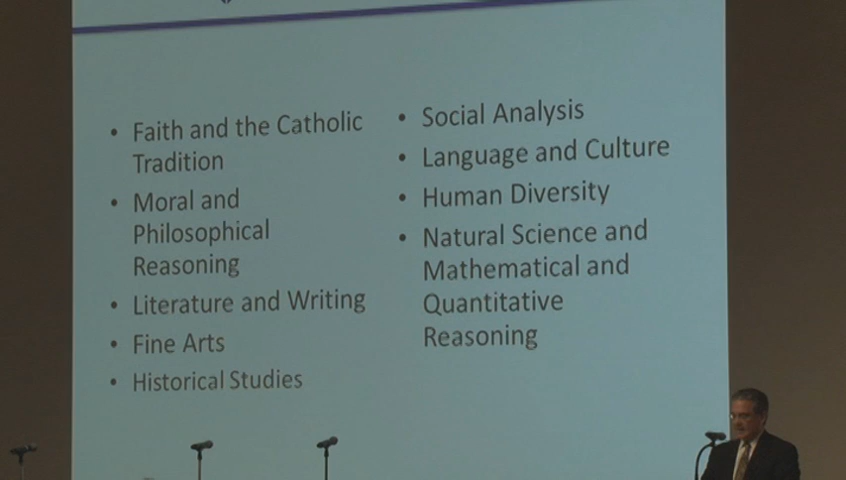 • Faith and the Catholic
Tradition
• Moral and
Philosophical
Reasoning
• Literature and Writing
• Fine Arts
• Historical Studies
• Social Analysis
• Language and Culture
• Human Diversity
• Natural Science and
Mathematical and
Quantitative
Reasoning